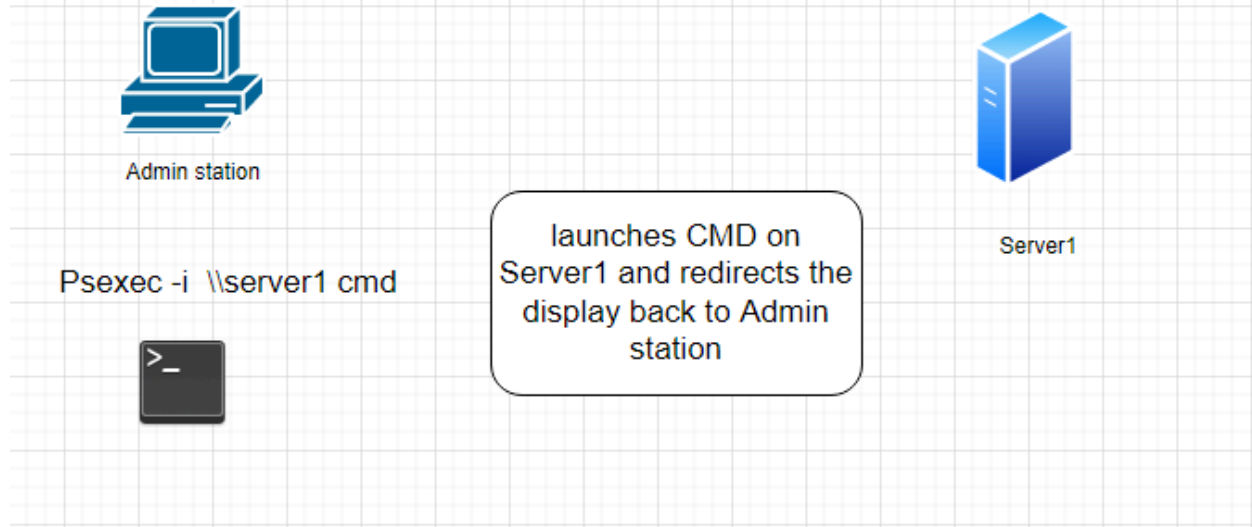 Admin station
Server1
launches CMD on
Server1 and redirects the
display back to Admin
station
Psexec -i  \\server1 cmd
>_